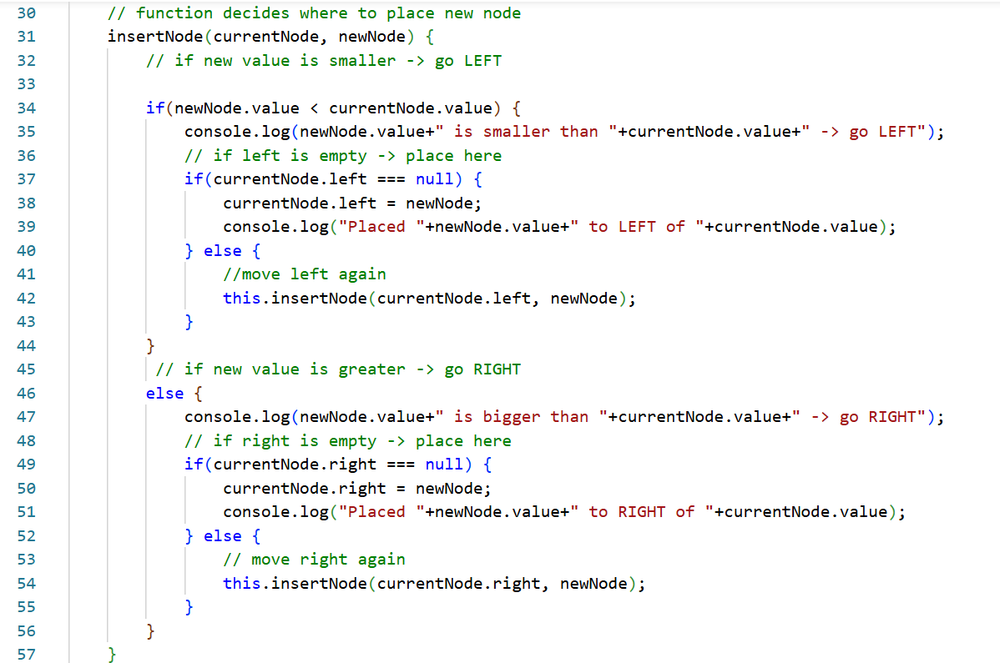 30 // function decides where to place new node
31 insertNode(currentNode, newNode) {
32 // if new value is smaller -> go LEFT
33
34 if(newNode.value < currentNode.value) {
35 console.log(newNode.value+" is smaller than "+currentNode.value+" -> go LEFT");
36 // if left is empty -> place here
37 if(currentNode.left === null) {
38 currentNode.left = newNode;
39 console.log("Placed "+newNode.value+" to LEFT of "+currentNode.value);
40 } else {
41 //move left again
42 this.insertNode(currentNode.left, newNode);
43 }
44 }
45 // if new value is greater -> go RIGHT
46 else {
47 console.log(newNode.value+" is bigger than "+currentNode.value+" -> go RIGHT");
48 // if right is empty -> place here
49 if(currentNode.right === null) {
50 currentNode.right = newNode;
51 console.log("Placed "+newNode.value+" to RIGHT of "+currentNode.value);
52 } else {
53 // move right again
54 this.insertNode(currentNode.right, newNode);
55 }
56 }
57 }